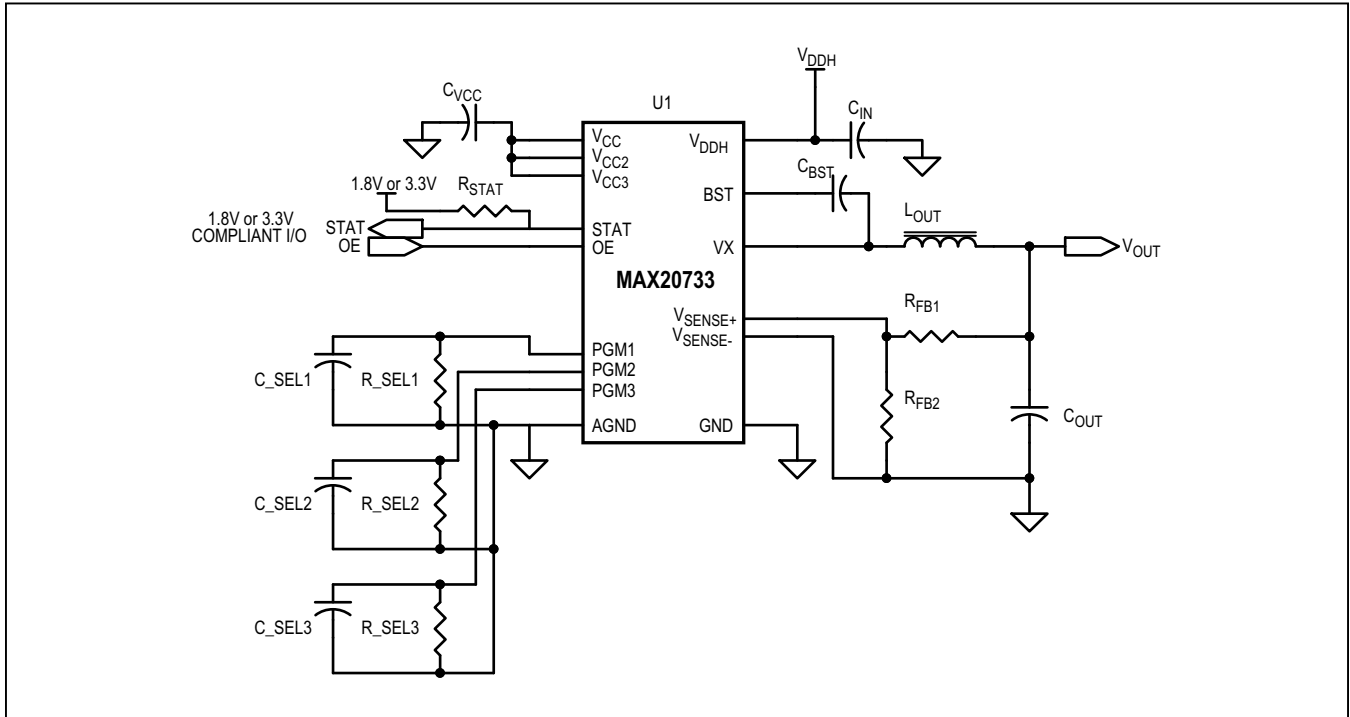 VDDH
CVCC
U1
CIN
VCC
VDDH
VCC2
CBST
VCC3
1.8V or 3.3V
RSTAT
BST
LOUT
1.8V or 3.3V
COMPLIANT I/O
STAT
STAT
OE
OE
VX
VOUT
MAX20733
RFB1
VSENSE+
VSENSE-
PGM1
C_SEL1
R_SEL1
PGM2
PGM3
RFB2
COUT
AGND
GND
C_SEL2
R_SEL2
C_SEL3
R_SEL3